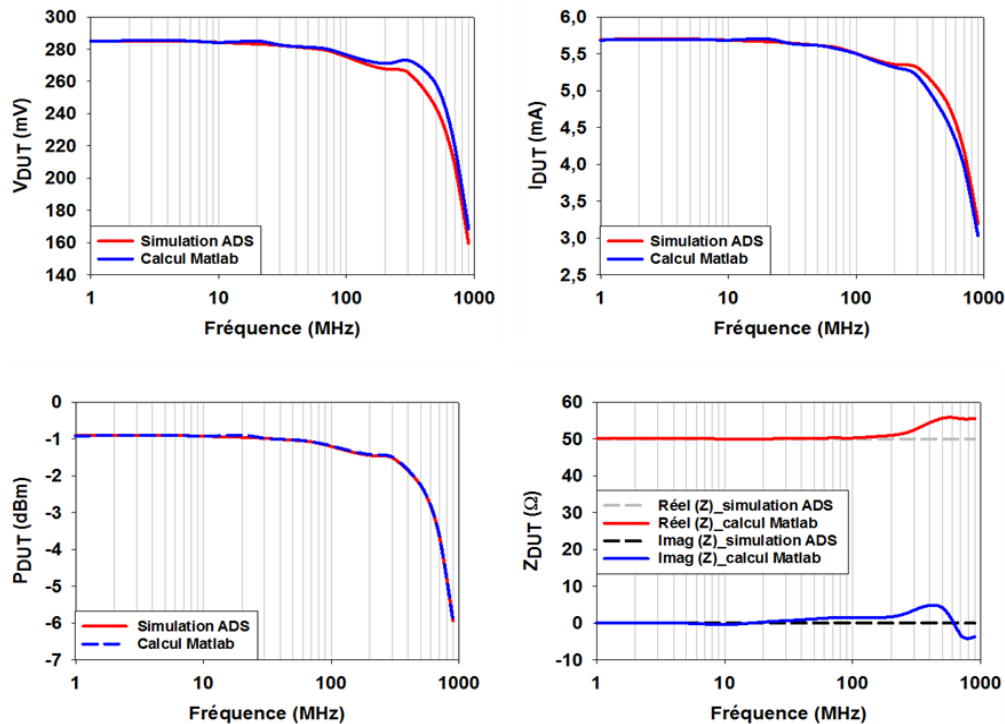 300
280
260
240
220
200
180
160
140
V_DUT (mV)
Simulation ADS
Calcul Matlab
1
10
100
1000
Fréquence (MHz)
6,0
5,5
5,0
4,5
4,0
3,5
3,0
2,5
I_DUT (mA)
Simulation ADS
Calcul Matlab
1
10
100
1000
Fréquence (MHz)
0
-1
-2
-3
-4
-5
-6
-7
P_DUT (dBm)
Simulation ADS
Calcul Matlab
1
10
100
1000
Fréquence (MHz)
60
50
40
30
20
10
0
-10
Z_DUT (Ω)
Réel (Z)_simulation ADS
Réel (Z)_calcul Matlab
Imag (Z)_simulation ADS
Imag (Z)_calcul Matlab
1
10
100
1000
Fréquence (MHz)